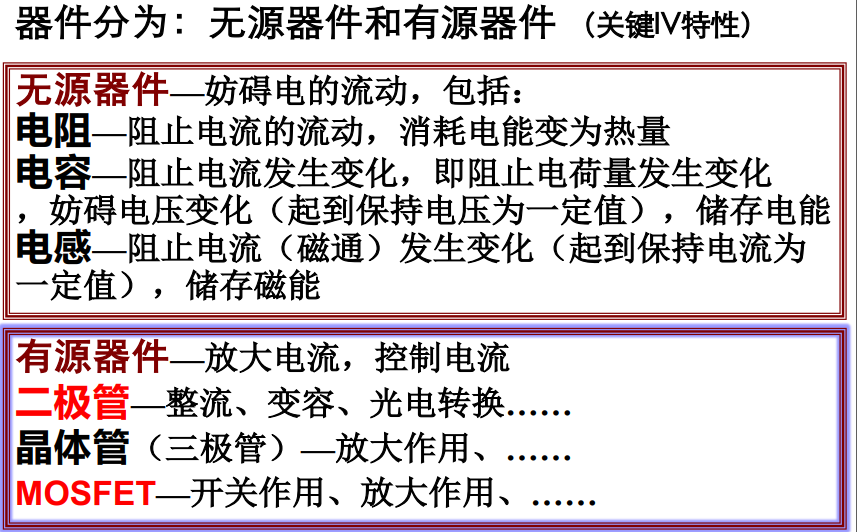 器件分为：无源器件和有源器件 （关键IV特性）
无源器件—妨碍电的流动，包括：
电阻—阻止电流的流动，消耗电能变为热量
电容—阻止电流发生变化，即阻止电荷量发生变化
，妨碍电压变化（起到保持电压为一定值），储存电能
电感—阻止电流（磁通）发生变化（起到保持电流为
一定值），储存磁能
有源器件—放大电流，控制电流
二极管—整流、变容、光电转换……
晶体管（三极管）—放大作用、……
MOSFET—开关作用、放大作用、……